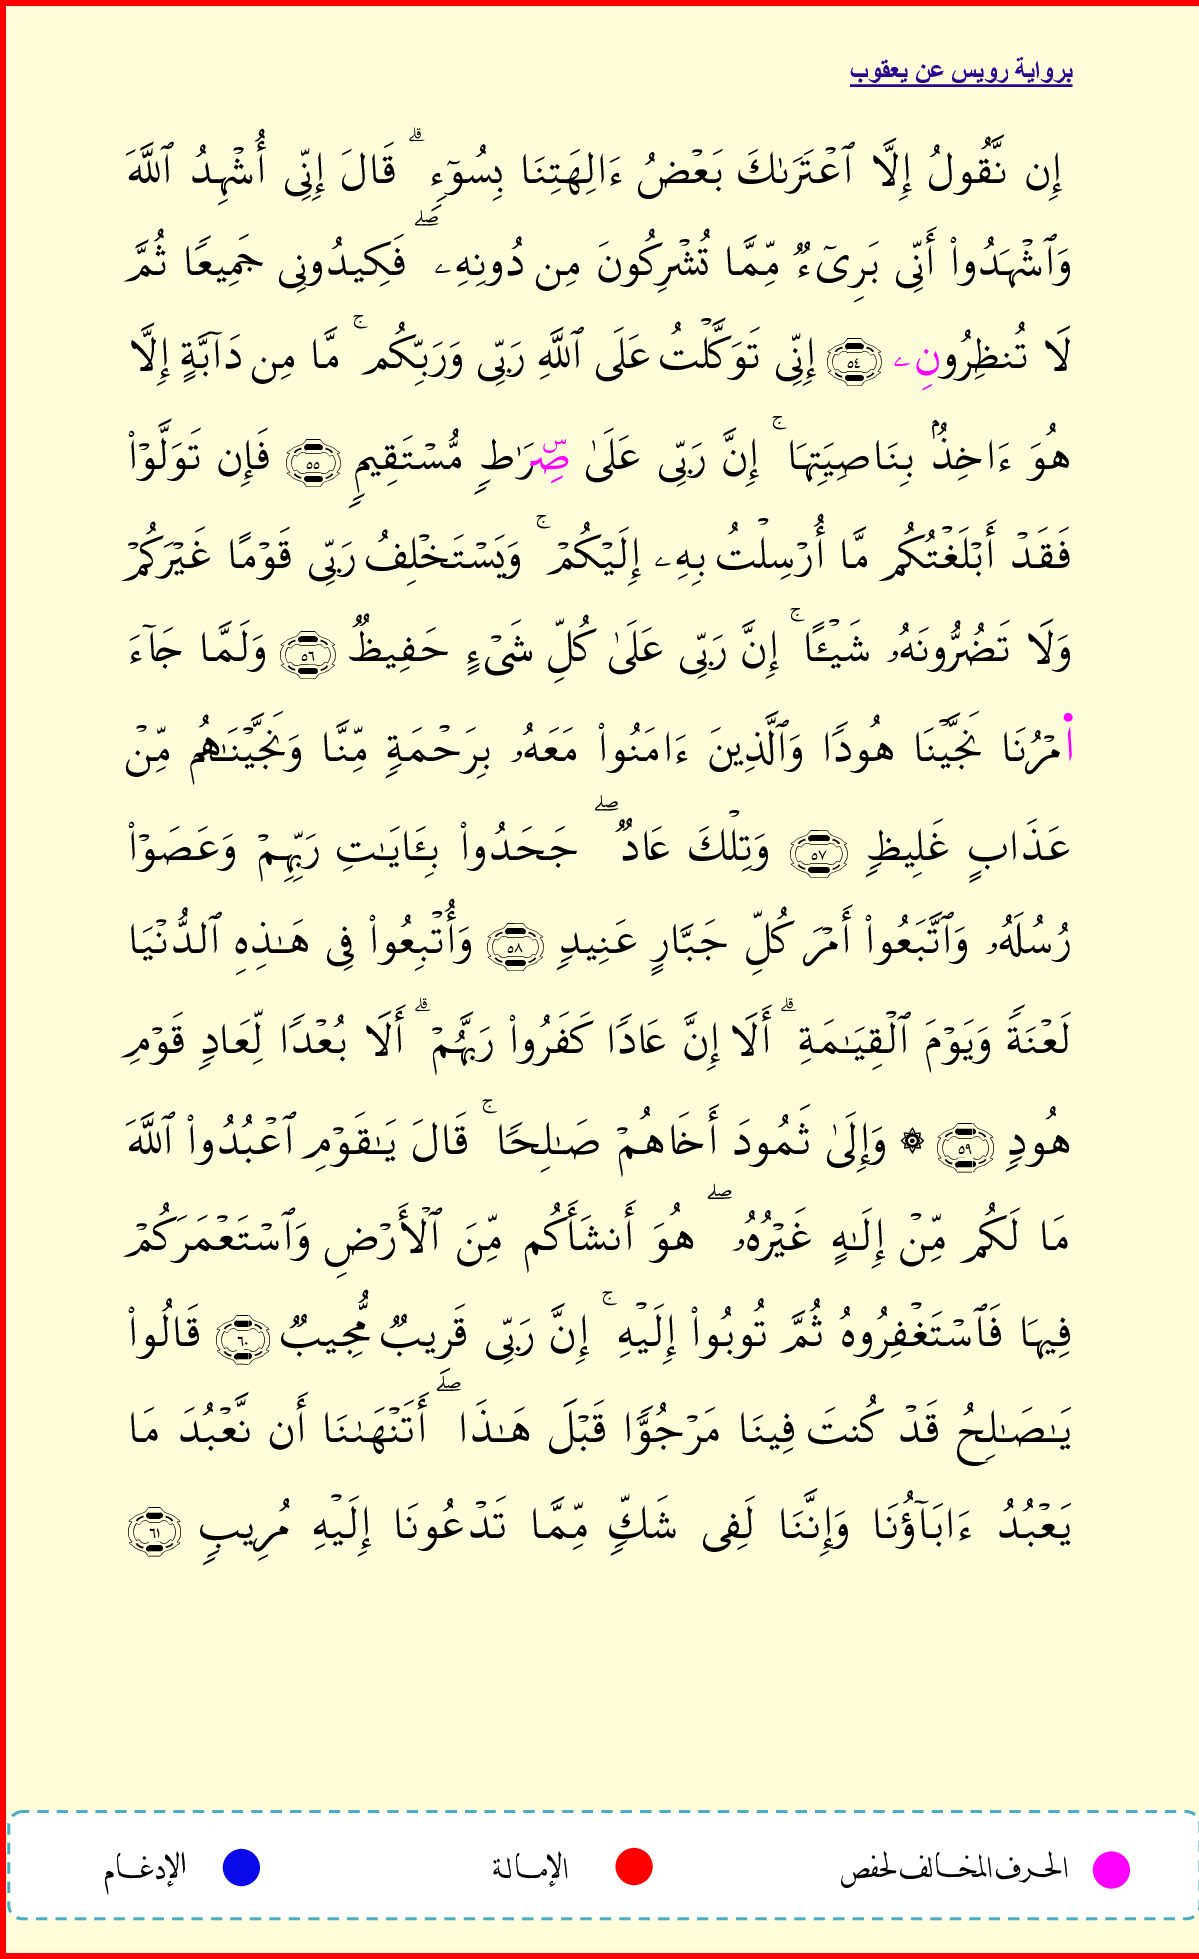 برواية رويس عن يعقوب
إِن نَّقُولُ إِلَّا ٱعۡتَرَىٰكَ بَعۡضُ ءَالِهَتِنَا بِسُوٓءٖۗ قَالَ إِنِّيٓ أُشۡهِدُ ٱللَّهَ
وَٱشۡهَدُواْ أَنِّي بَرِيٓءٞ مِّمَّا تُشۡرِكُونَ مِن دُونِهِۦۖ فَكِيدُونِي جَمِيعٗا ثُمَّ
لَا تُنظِرُونِۦ ٥٤ إِنِّي تَوَكَّلۡتُ عَلَى ٱللَّهِ رَبِّي وَرَبِّكُمۚ مَّا مِن دَآبَّةٍ إِلَّا
هُوَ ءَاخِذُۢ بِنَاصِيَتِهَاۚ إِنَّ رَبِّي عَلَىٰ صِّرَٰطٖ مُّسۡتَقِيمٖ ٥٥ فَإِن تَوَلَّوۡاْ
فَقَدۡ أَبۡلَغۡتُكُم مَّا أُرۡسِلۡتُ بِهِۦ إِلَيۡكُمۡۚ وَيَسۡتَخۡلِفُ رَبِّي قَوۡمًا غَيۡرَكُمۡ
وَلَا تَضُرُّونَهُۥ شَيۡـًٔاۚ إِنَّ رَبِّي عَلَىٰ كُلِّ شَيۡءٍ حَفِيظٞ ٥٦ وَلَمَّا جَآءَ
اَ۬مۡرُنَا نَجَّيۡنَا هُودٗا وَٱلَّذِينَ ءَامَنُواْ مَعَهُۥ بِرَحۡمَةٖ مِّنَّا وَنَجَّيۡنَٰهُم مِّنۡ
عَذَابٍ غَلِيظٖ ٥٧ وَتِلۡكَ عَادٞۖ جَحَدُواْ بِـَٔايَٰتِ رَبِّهِمۡ وَعَصَوۡاْ
رُسُلَهُۥ وَٱتَّبَعُواْ أَمۡرَ كُلِّ جَبَّارٍ عَنِيدٖ ٥٨ وَأُتۡبِعُواْ فِي هَٰذِهِ ٱلدُّنۡيَا
لَعۡنَةٗ وَيَوۡمَ ٱلۡقِيَٰمَةِۗ أَلَا إِنَّ عَادٗا كَفَرُواْ رَبَّهُمۡۗ أَلَا بُعۡدٗا لِّعَادٖ قَوۡمِ
هُودٖ ٥٩ ۞ وَإِلَىٰ ثَمُودَ أَخَاهُمۡ صَٰلِحٗاۚ قَالَ يَٰقَوۡمِ ٱعۡبُدُواْ ٱللَّهَ
مَا لَكُم مِّنۡ إِلَٰهٍ غَيۡرُهُۥۖ هُوَ أَنشَأَكُم مِّنَ ٱلۡأَرۡضِ وَٱسۡتَعۡمَرَكُمۡ
فِيهَا فَٱسۡتَغۡفِرُوهُ ثُمَّ تُوبُواْ إِلَيۡهِۚ إِنَّ رَبِّي قَرِيبٞ مُّجِيبٞ ٦٠ قَالُواْ
يَٰصَٰلِحُ قَدۡ كُنتَ فِينَا مَرۡجُوّٗا قَبۡلَ هَٰذَاۖ أَتَنۡهَىٰنَا أَن نَّعۡبُدَ مَا
يَعۡبُدُ ءَابَآؤُنَا وَإِنَّنَا لَفِي شَكّٖ مِّمَّا تَدۡعُونَا إِلَيۡهِ مُرِيبٖ ٦١
الحرف المخالف لحفص الإمالة الإدغام